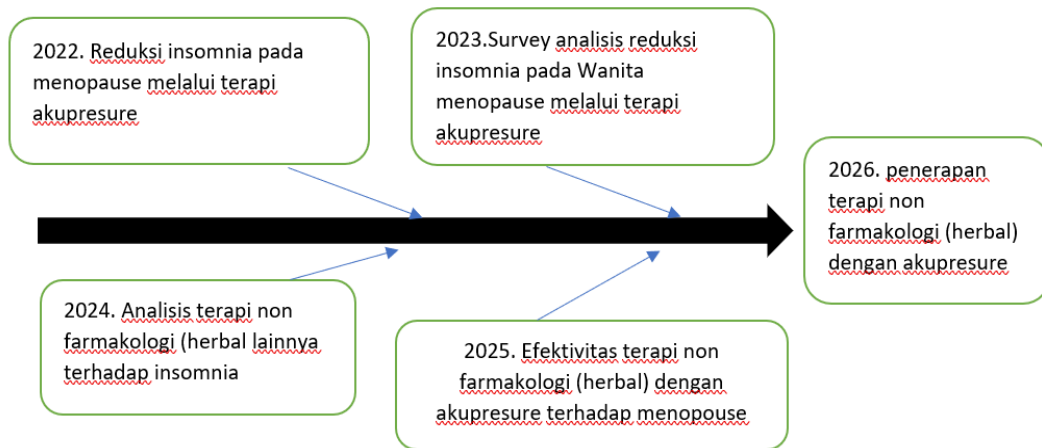 2022. Reduksi insomnia pada
menopause melalui terapi
akupresure
2023.Survey analisis reduksi
insomnia pada Wanita
menopause melalui terapi
akupresure
2026. penerapan
terapi non
farmakologi (herbal)
dengan akupresure
2024. Analisis terapi non
farmakologi (herbal lainnya
terhadap insomnia
2025. Efektivitas terapi non
farmakologi (herbal) dengan
akupresure terhadap menopouse